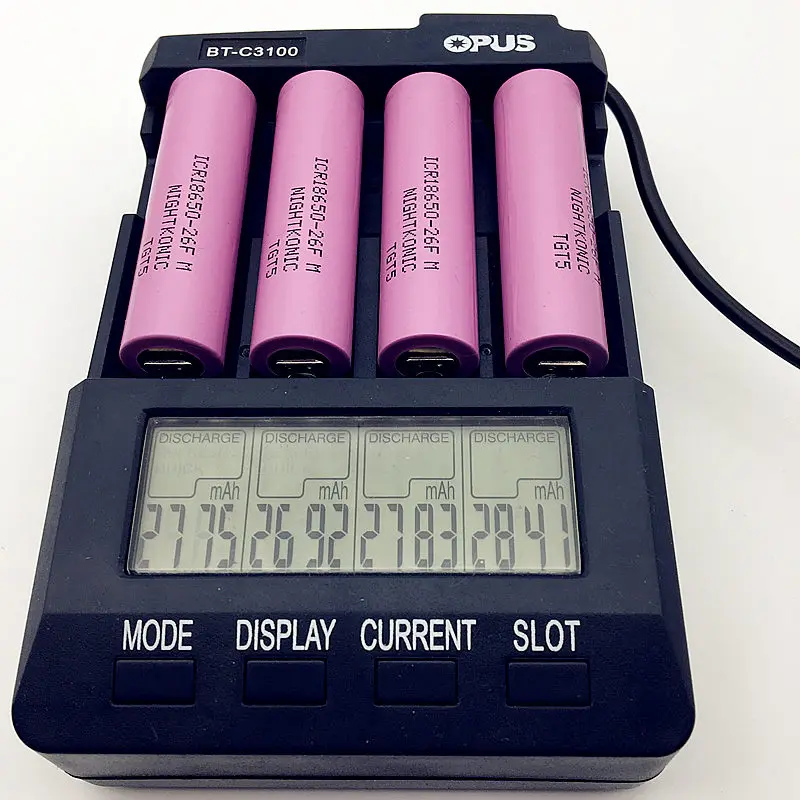 BT-C3100
OPUS
ICR18650-26F M
NIGHTKONIC
TGT5
ICR18650-26F M
NIGHTKONIC
TGT5
ICR18650-26F M
NIGHTKONIC
TGT5
NIGHTKONIC
TGT5
DISCHARGE DISCHARGE DISCHARGE DISCHARGE
mAh mAh mAh mAh
2775 2692 2783 2841
MODE DISPLAY CURRENT SLOT